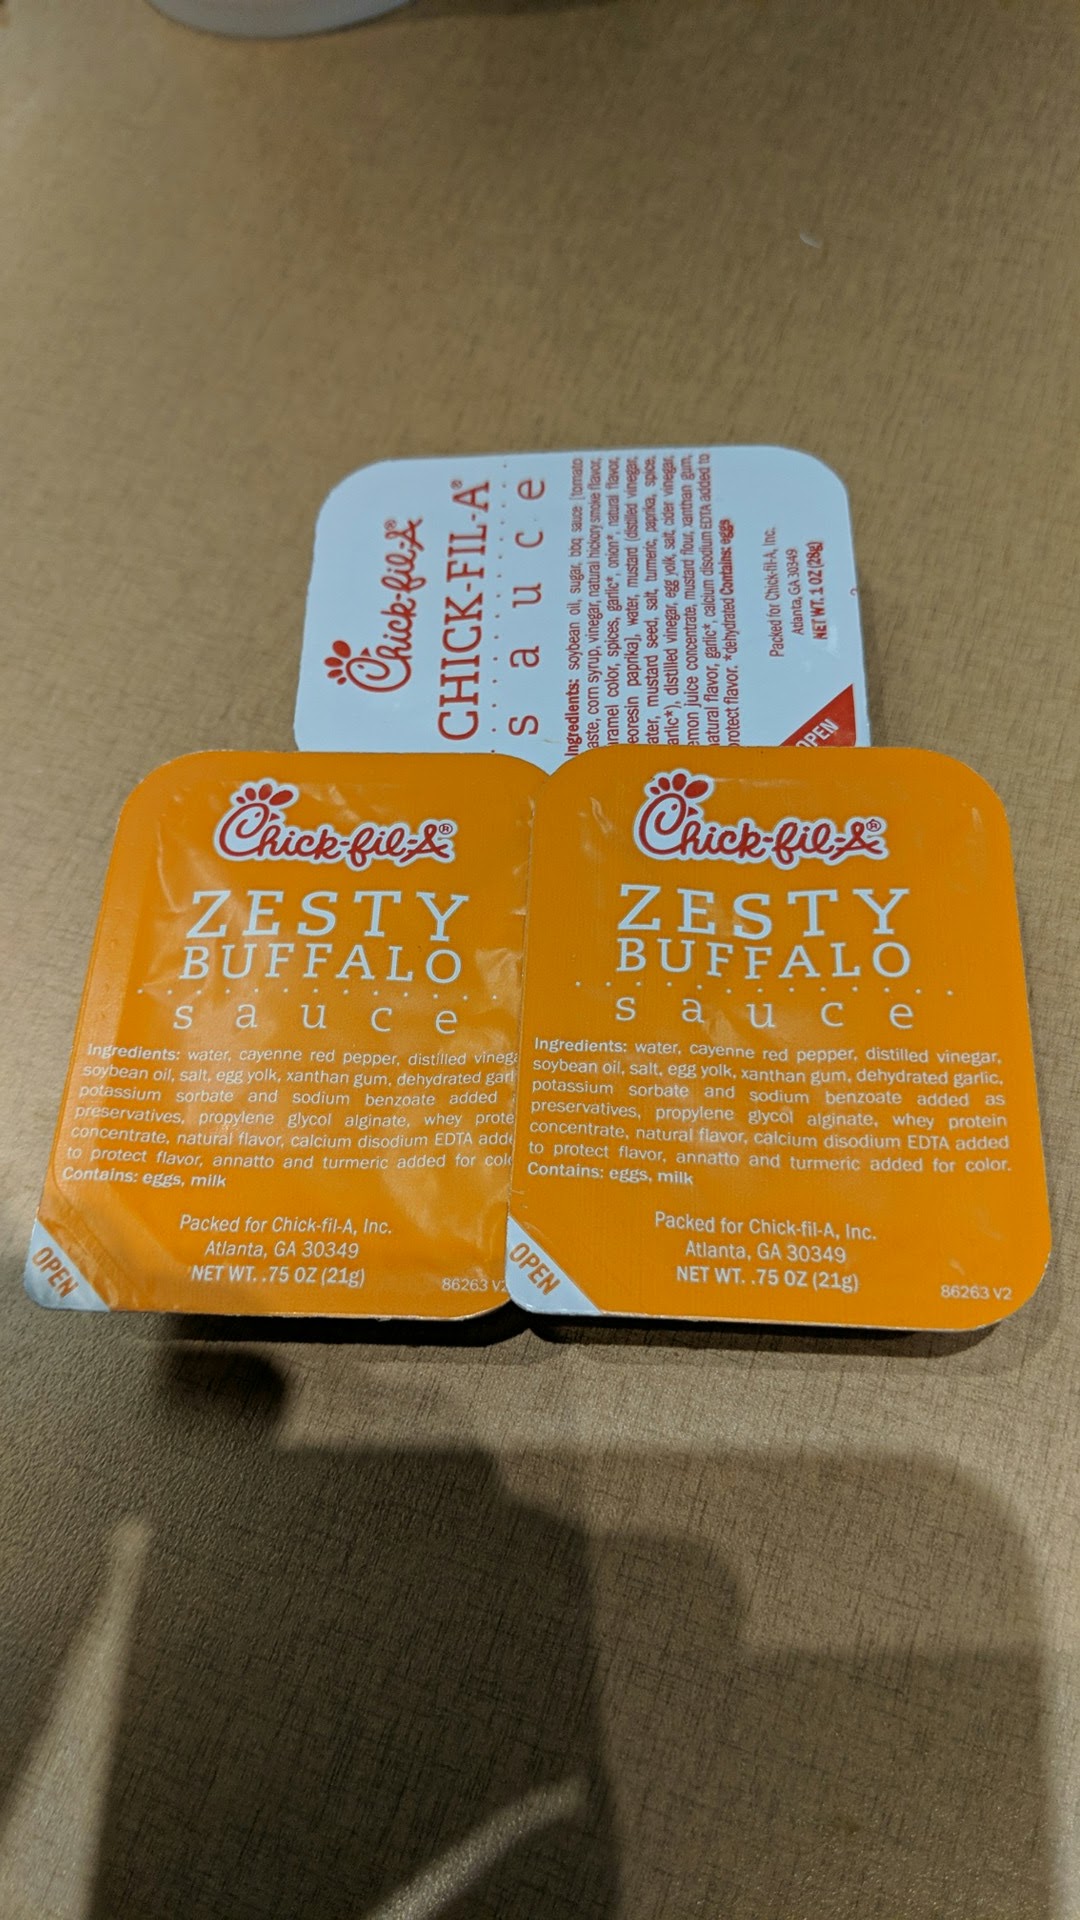 Chick-fil-A®
CHICK-FIL-A®
sauce
Ingredients: soybean oil, sugar, bbq sauce [tomato
aste, corn syrup, vinegar, natural hickory smoke flavor,
aramel color, spices, garlic*, onion*, natural flavor,
eoresin paprika], water, mustard [distilled vinegar,
ater, mustard seed, salt, turmeric, paprika, spice,
arlic*), distilled vinegar, egg yolk, salt, cider vinegar,
emon juice concentrate, mustard flour, xanthan gum,
atural flavor, garlic*, calcium disodium EDTA added to
protect flavor. *dehydrated Contains: eggs
Packed for Chick-fil-A, Inc.
Atlanta, GA 30349
NET WT. 1 OZ (28g)
OPEN
Chick-fil-A®
ZESTY
BUFFALO
sauce
Ingredients: water, cayenne red pepper, distilled vinega
soybean oil, salt, egg yolk, xanthan gum, dehydrated garl
potassium sorbate and sodium benzoate added
preservatives, propylene glycol alginate, whey prote
concentrate, natural flavor, calcium disodium EDTA adde
to protect flavor, annatto and turmeric added for colo
Contains: eggs, milk
Packed for Chick-fil-A, Inc.
Atlanta, GA 30349
NET WT. .75 OZ (21g)
86263 V2
OPEN
Chick-fil-A®
ZESTY
BUFFALO
sauce
Ingredients: water, cayenne red pepper, distilled vinegar,
soybean oil, salt, egg yolk, xanthan gum, dehydrated garlic,
potassium sorbate and sodium benzoate added as
preservatives, propylene glycol alginate, whey protein
concentrate, natural flavor, calcium disodium EDTA added
to protect flavor, annatto and turmeric added for color.
Contains: eggs, milk
Packed for Chick-fil-A, Inc.
Atlanta, GA 30349
NET WT. .75 OZ (21g)
86263 V2
OPEN